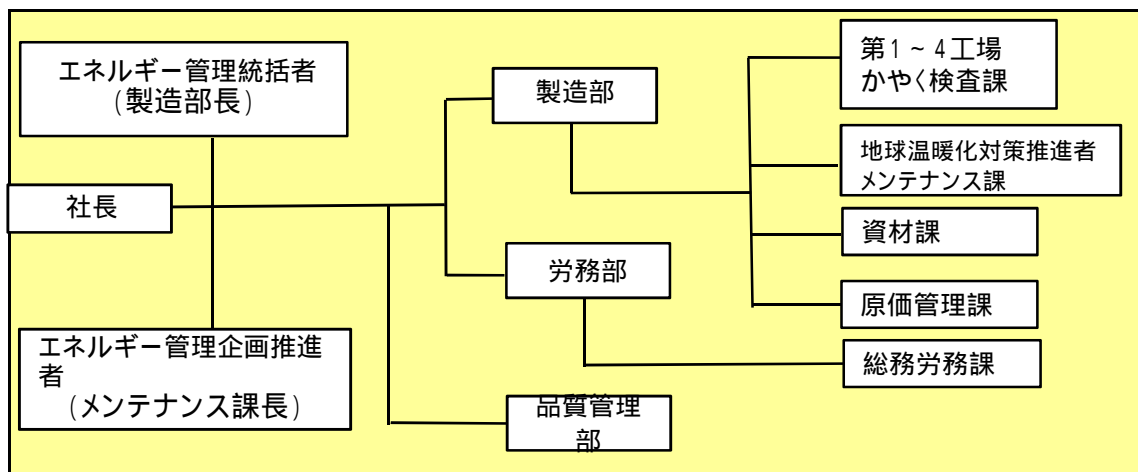 エネルギー管理統括者
(製造部長)
社長
エネルギー管理企画推進
者
(メンテナンス課長)
製造部
労務部
品質管理
部
第1~4工場
かやく検査課
地球温暖化対策推進者
メンテナンス課
資材課
原価管理課
総務労務課